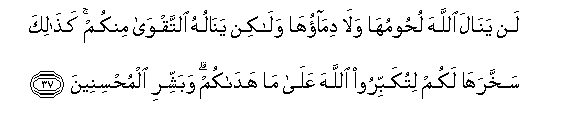 لَن يَنَالَ ٱللَّهَ لُحُومُهَا وَلَا دِمَآؤُهَا وَلَـٰكِن يَنَالُهُ ٱلتَّقْوَىٰ مِنكُمْ ۚ كَذَٰلِكَ
سَخَّرَهَا لَكُمْ لِتُكَبِّرُوا۟ ٱللَّهَ عَلَىٰ مَا هَدَىٰكُمْ ۗ وَبَشِّرِ ٱلْمُحْسِنِينَ ٣٧